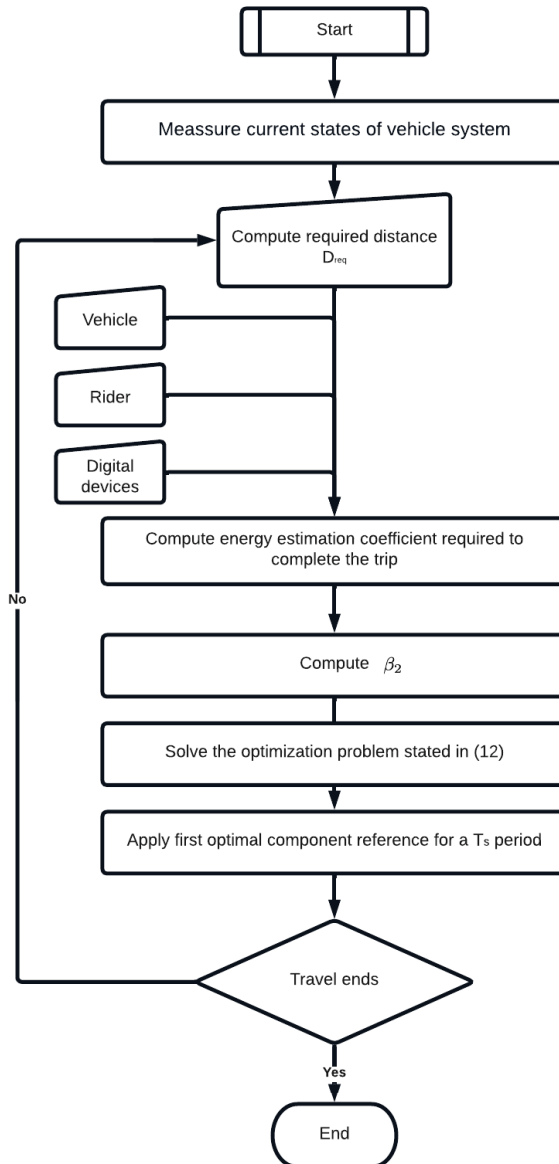 Start
Meassure current states of vehicle system
Compute required distance
Dreq
Vehicle
Rider
Digital
devices
Compute energy estimation coefficient required to
complete the trip
No
Compute β₂
Solve the optimization problem stated in (12)
Apply first optimal component reference for a Ts period
Travel ends
Yes
End